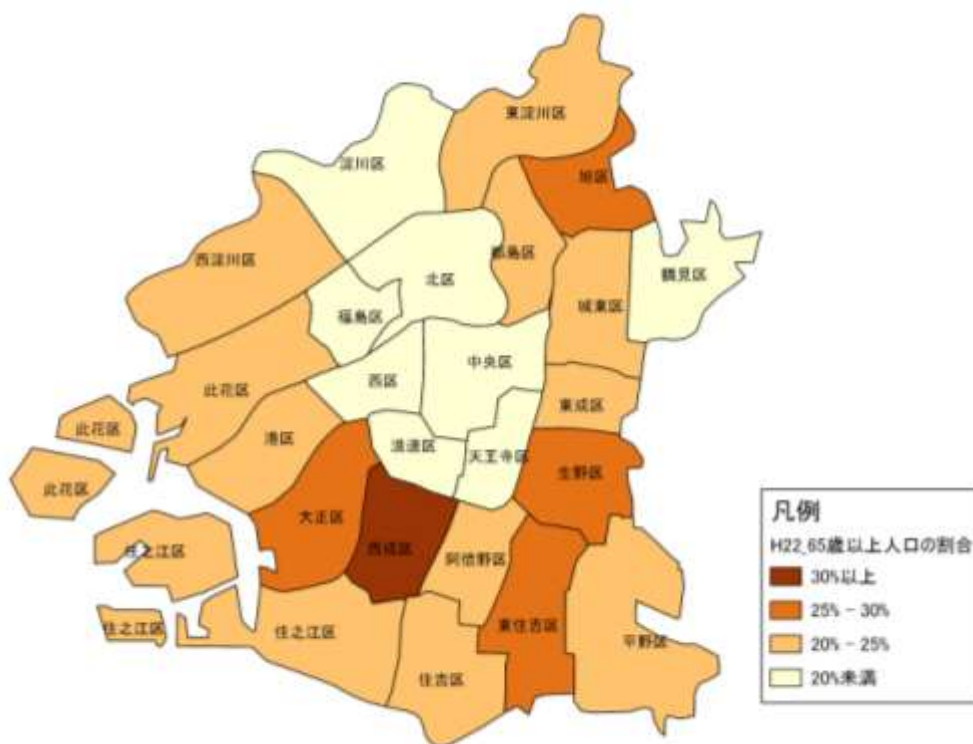 東淀川区
淀川区
旭区
西淀川区
都島区
鶴見区
北区
城東区
福島区
中央区
西区
此花区
東成区
此花区
港区
浪速区
天王寺区
生野区
此花区
大正区
西成区
阿倍野区
住之江区
住之江区
住之江区
東住吉区
平野区
住吉区
凡例
H22_65歳以上人口の割合
30%以上
25% - 30%
20% - 25%
20%未満